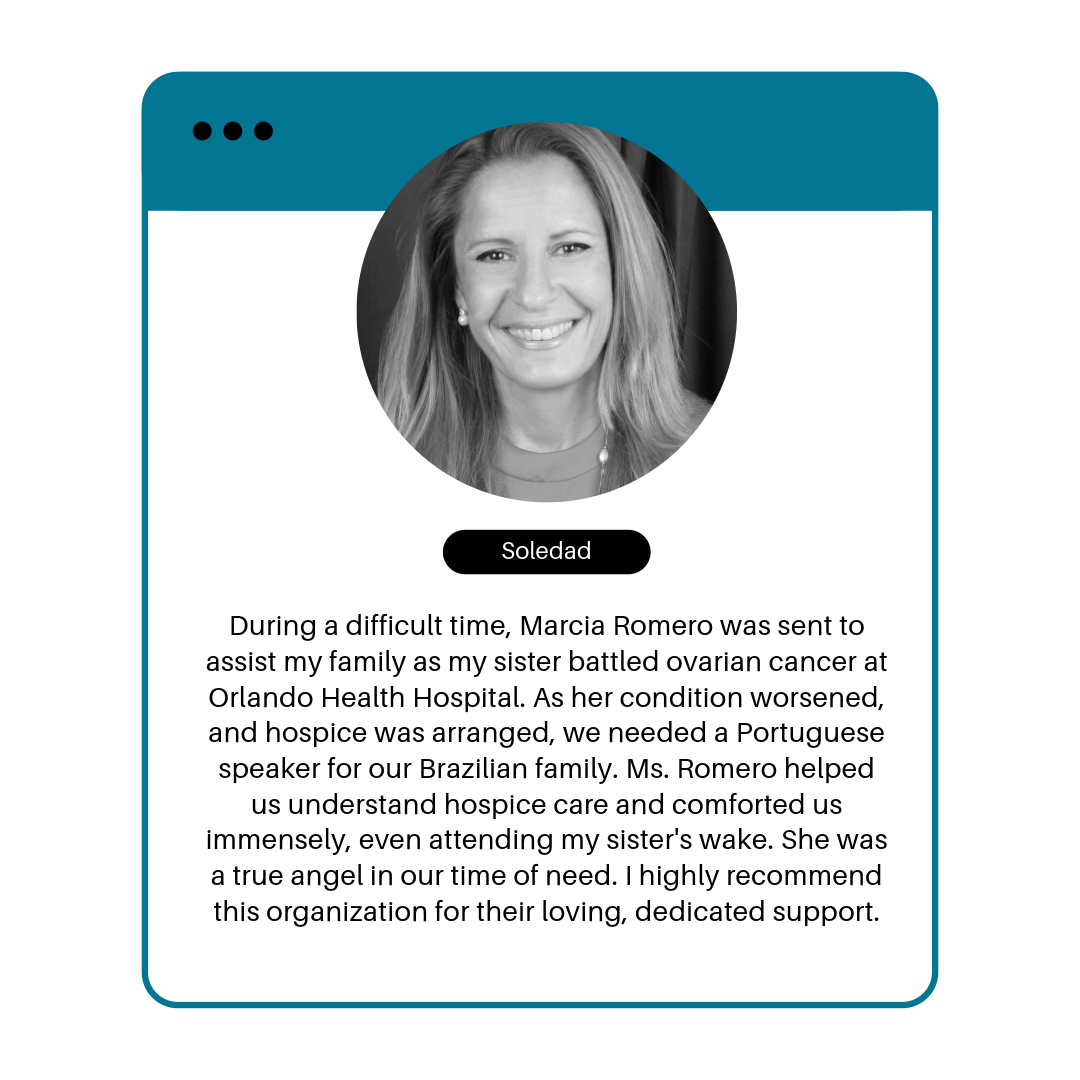 Soledad
During a difficult time, Marcia Romero was sent to
assist my family as my sister battled ovarian cancer at
Orlando Health Hospital. As her condition worsened,
and hospice was arranged, we needed a Portuguese
speaker for our Brazilian family. Ms. Romero helped
us understand hospice care and comforted us
immensely, even attending my sister's wake. She was
a true angel in our time of need. I highly recommend
this organization for their loving, dedicated support.